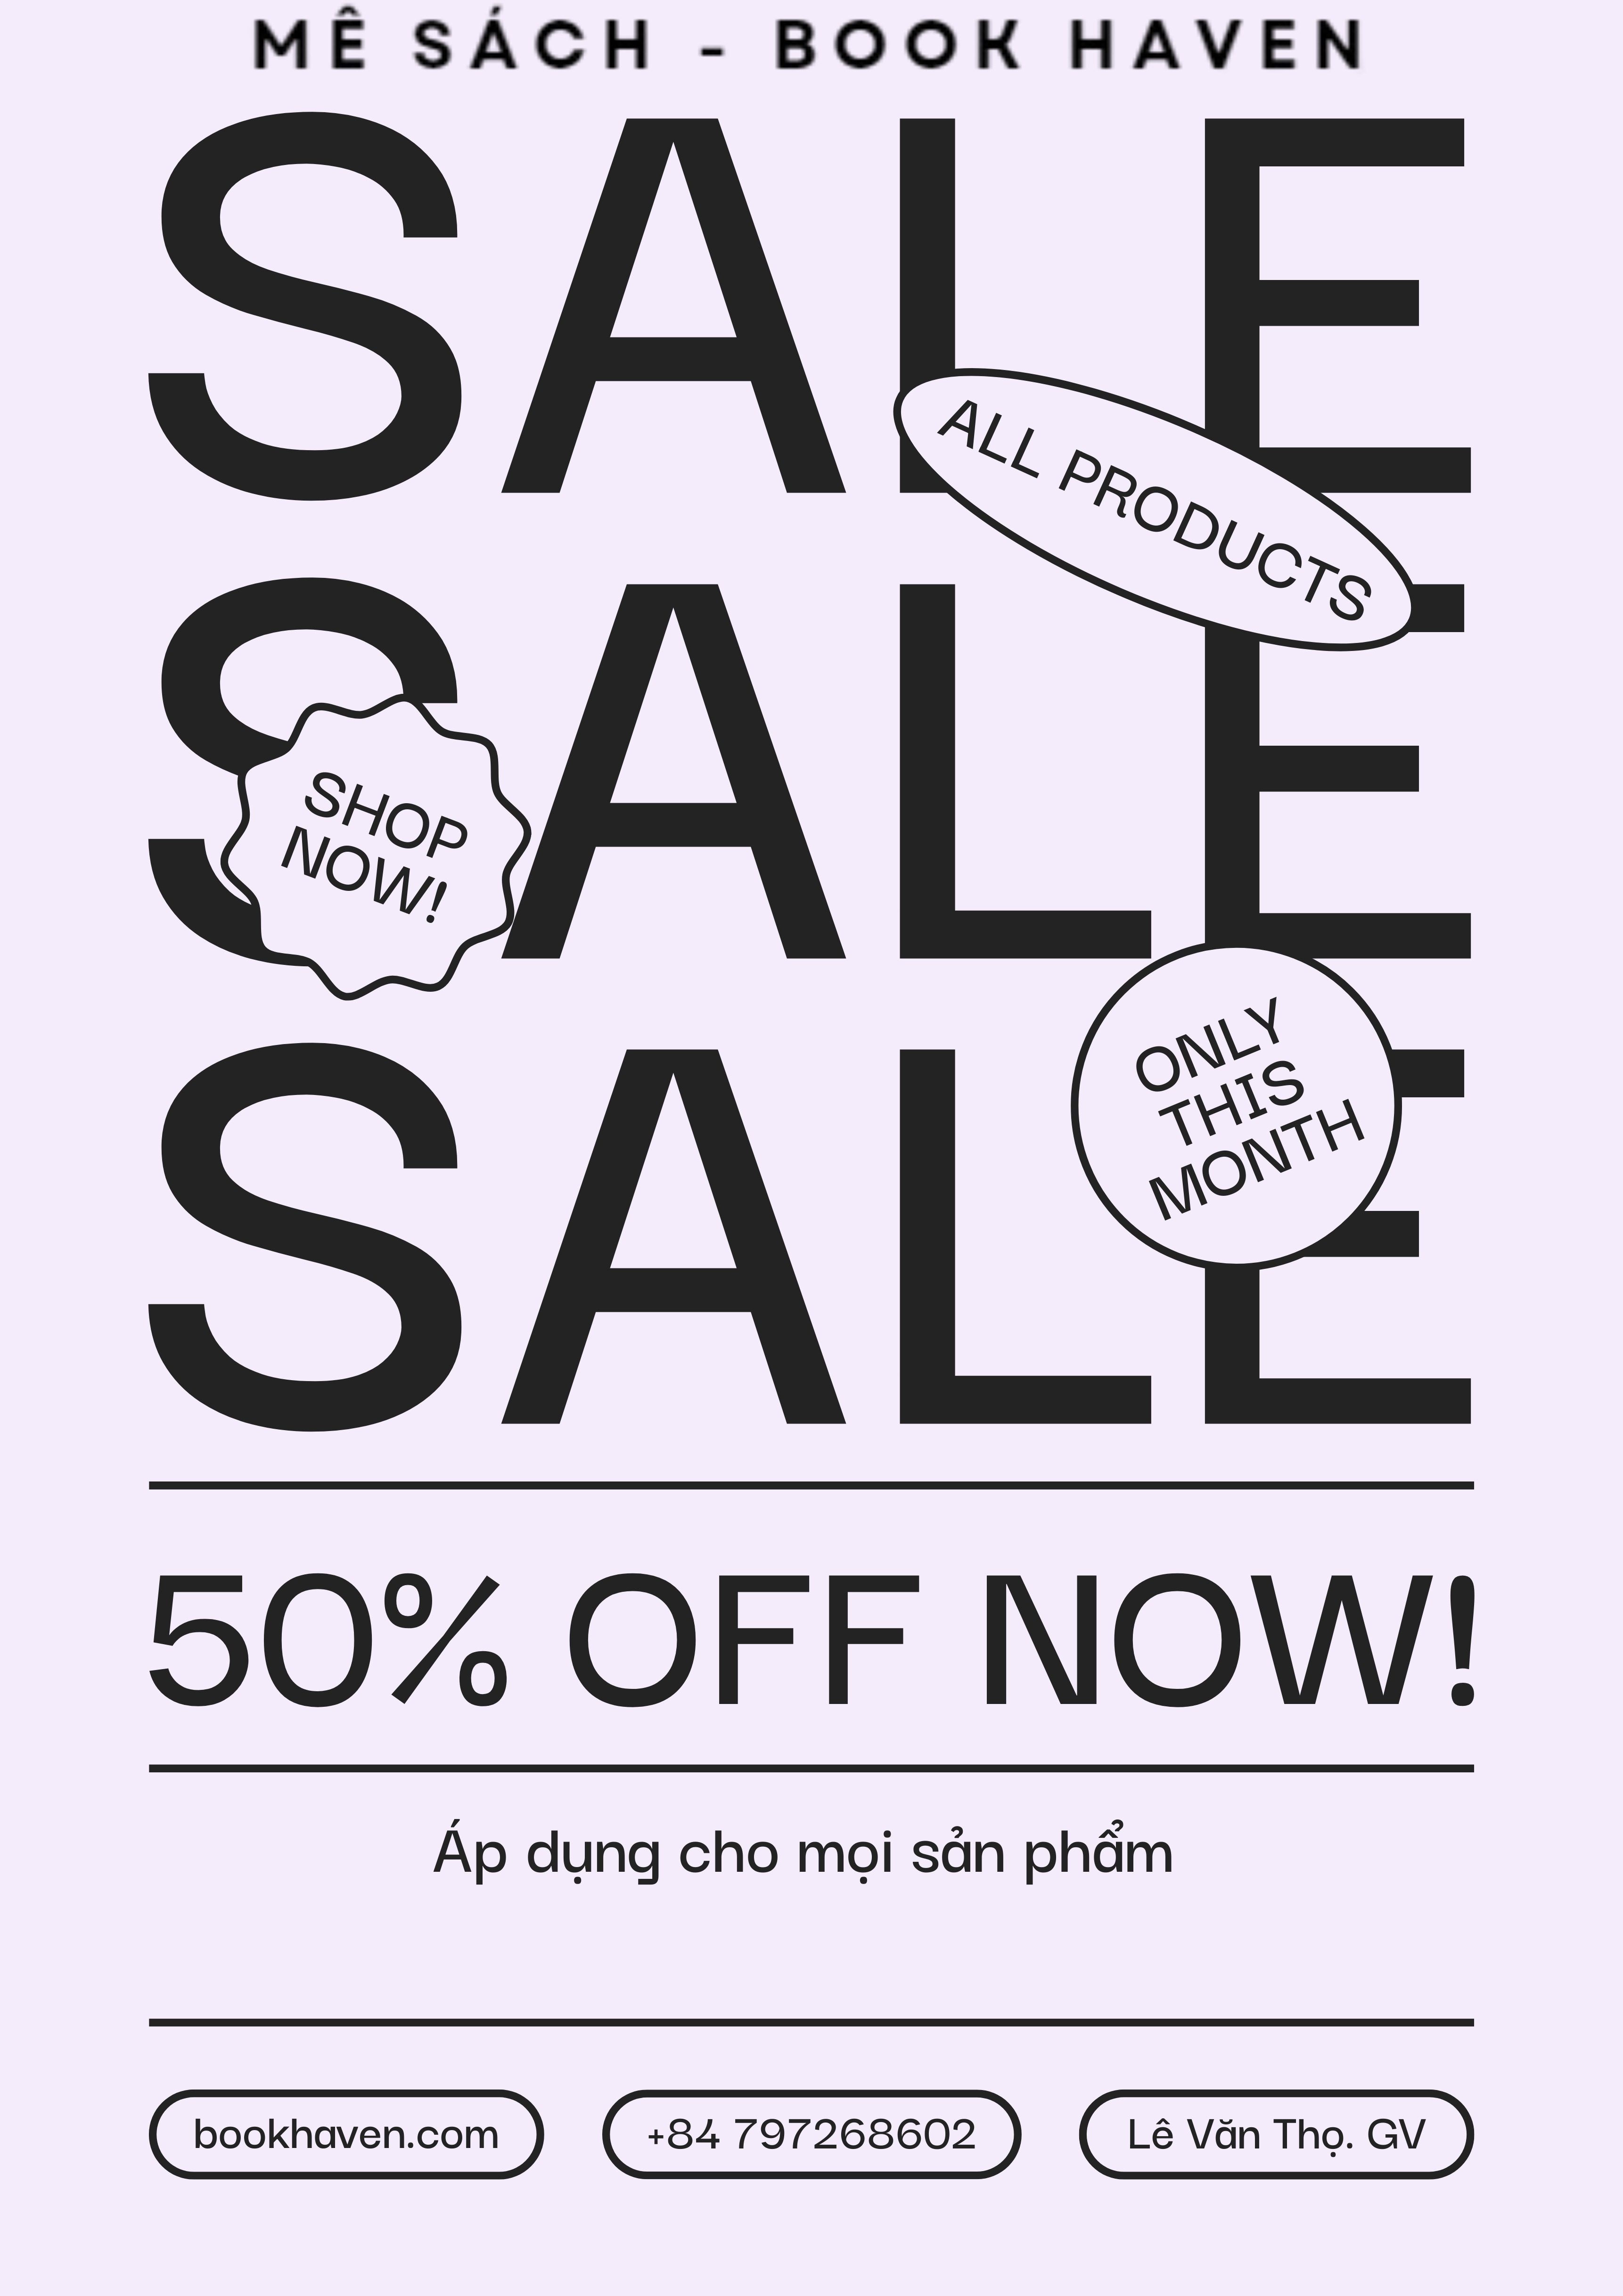 MÊ SÁCH - BOOK HAVEN
SALE
ALL PRODUCTS
SALE
SHOP
NOW!
SALE
ONLY
THIS
MONTH
50% OFF NOW!
Áp dụng cho mọi sản phẩm
bookhaven.com
+84 797268602
Lê Văn Thọ. GV